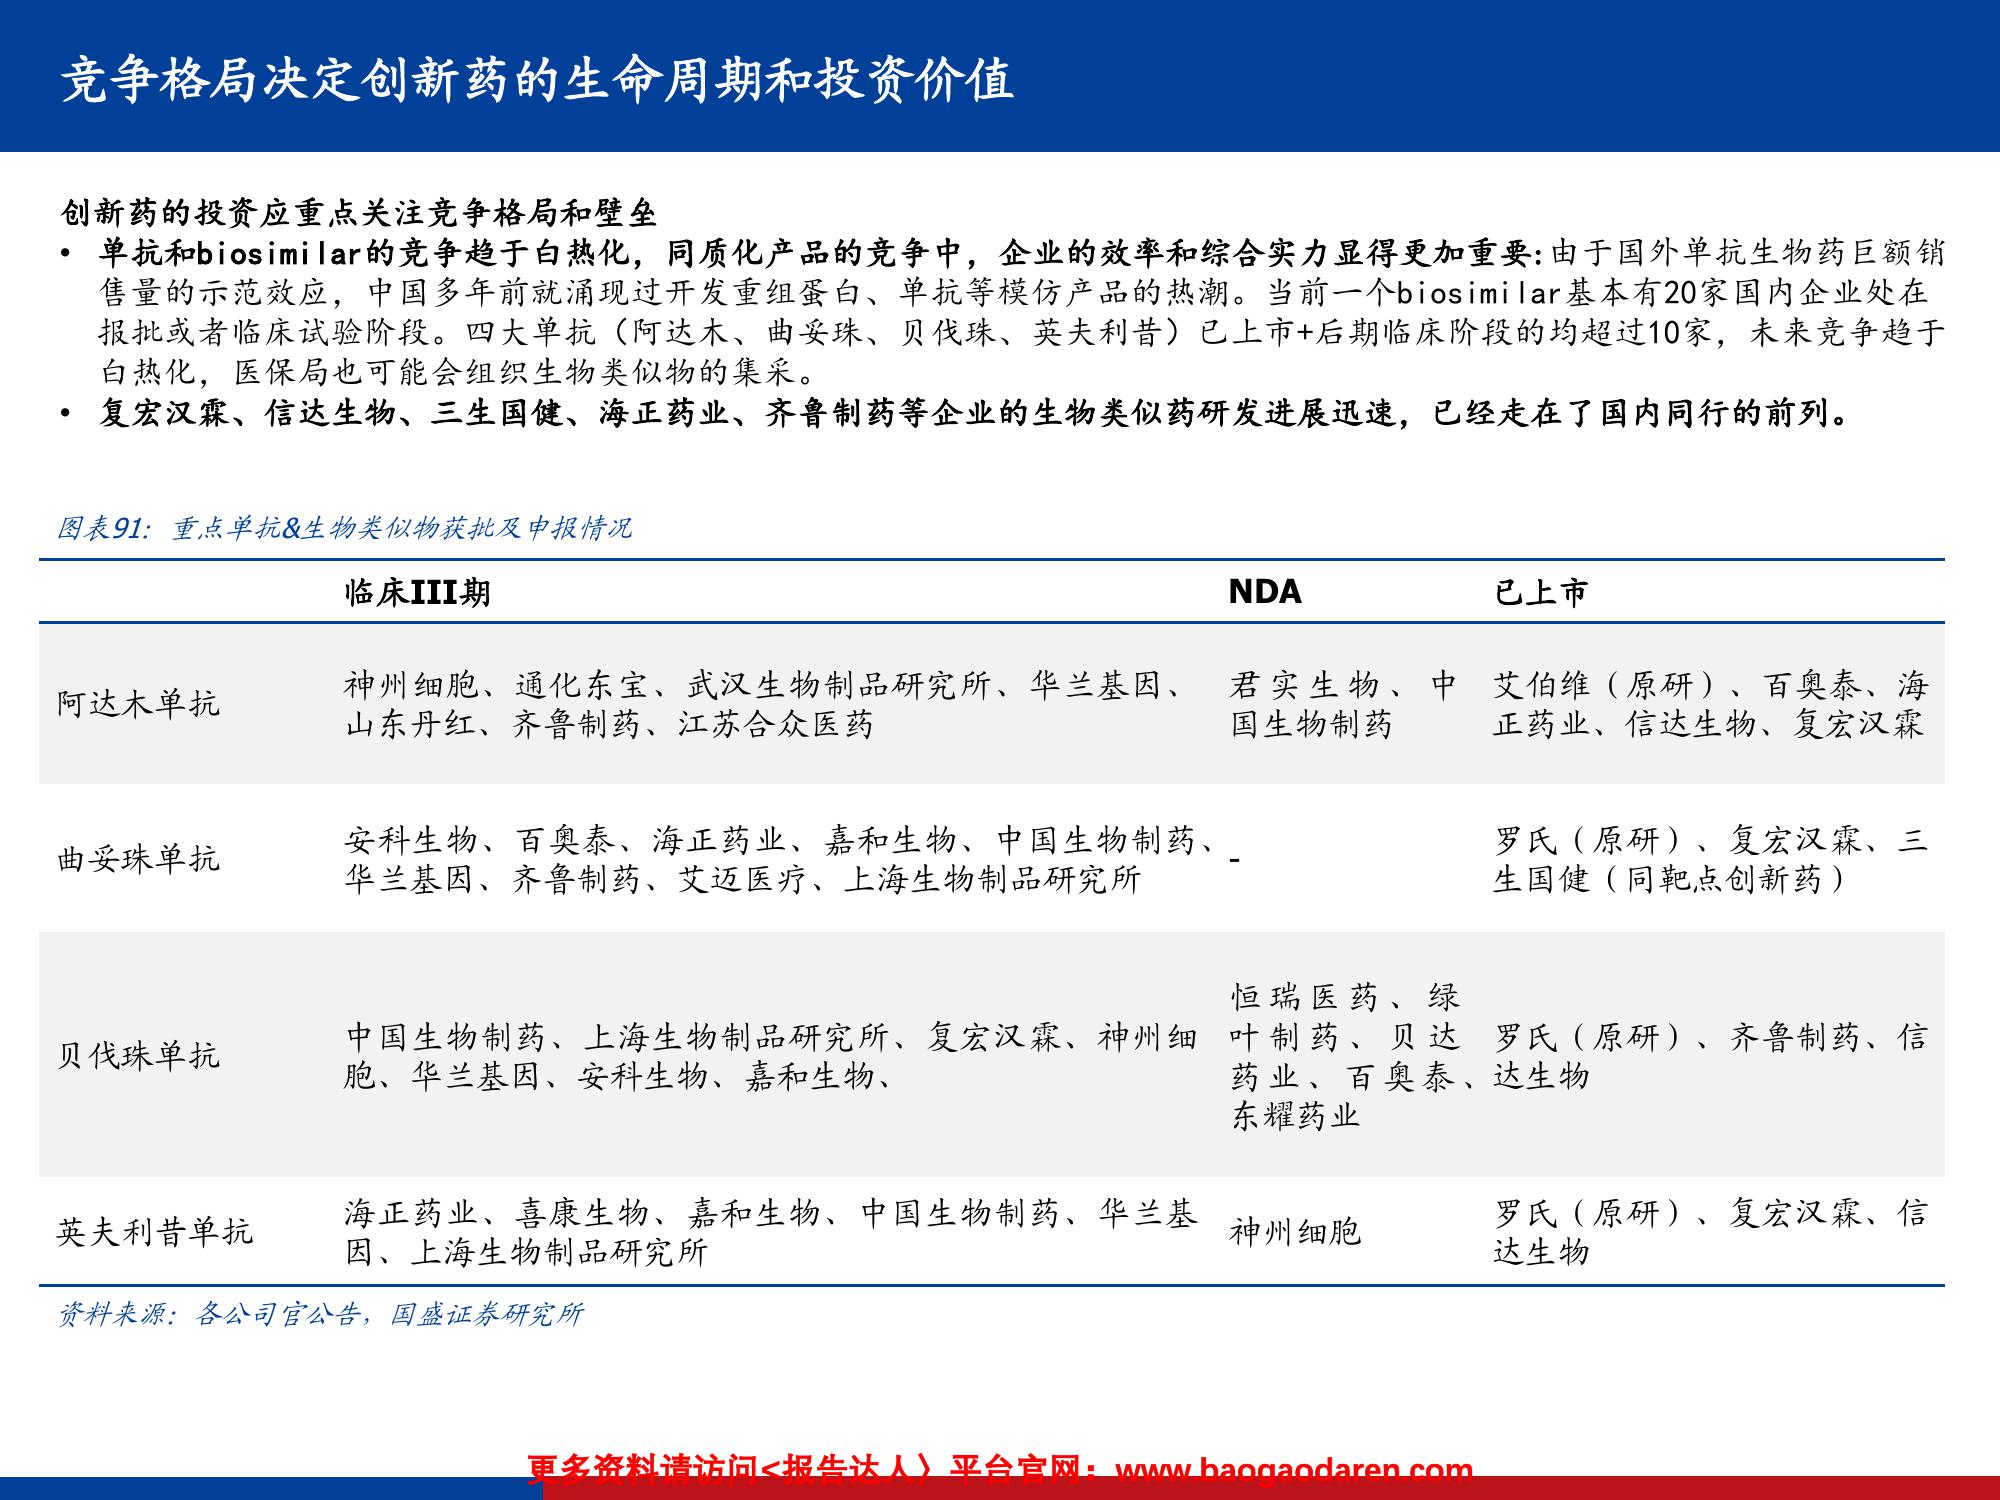 竞争格局决定创新药的生命周期和投资价值
创新药的投资应重点关注竞争格局和壁垒
• 单抗和biosimilar的竞争趋于白热化，同质化产品的竞争中，企业的效率和综合实力显得更加重要：由于国外单抗生物药巨额销
售量的示范效应，中国多年前就涌现过开发重组蛋白、单抗等模仿产品的热潮。当前一个biosimilar基本有20家国内企业处在
报批或者临床试验阶段。四大单抗（阿达木、曲妥珠、贝伐珠、英夫利昔）已上市+后期临床阶段的均超过10家，未来竞争趋于
白热化，医保局也可能会组织生物类似物的集采。
• 复宏汉霖、信达生物、三生国健、海正药业、齐鲁制药等企业的生物类似药研发进展迅速，已经走在了国内同行的前列。
图表91：重点单抗&生物类似物获批及申报情况
临床III期 NDA 已上市
阿达木单抗
神州细胞、通化东宝、武汉生物制品研究所、华兰基因、
山东丹红、齐鲁制药、江苏合众医药
君实生物、中
国生物制药
艾伯维（原研）、百奥泰、海
正药业、信达生物、复宏汉霖
曲妥珠单抗
安科生物、百奥泰、海正药业、嘉和生物、中国生物制药、
华兰基因、齐鲁制药、艾迈医疗、上海生物制品研究所
-
罗氏（原研）、复宏汉霖、三
生国健（同靶点创新药）
贝伐珠单抗
中国生物制药、上海生物制品研究所、复宏汉霖、神州细
胞、华兰基因、安科生物、嘉和生物、
恒瑞医药、绿
叶制药、贝达
药业、百奥泰、
东耀药业
罗氏（原研）、齐鲁制药、信
达生物
英夫利昔单抗
海正药业、喜康生物、嘉和生物、中国生物制药、华兰基
因、上海生物制品研究所
神州细胞
罗氏（原研）、复宏汉霖、信
达生物
资料来源：各公司官公告，国盛证券研究所
更多资料请访问<报告达人〉平台官网：www.baogaodaren.com